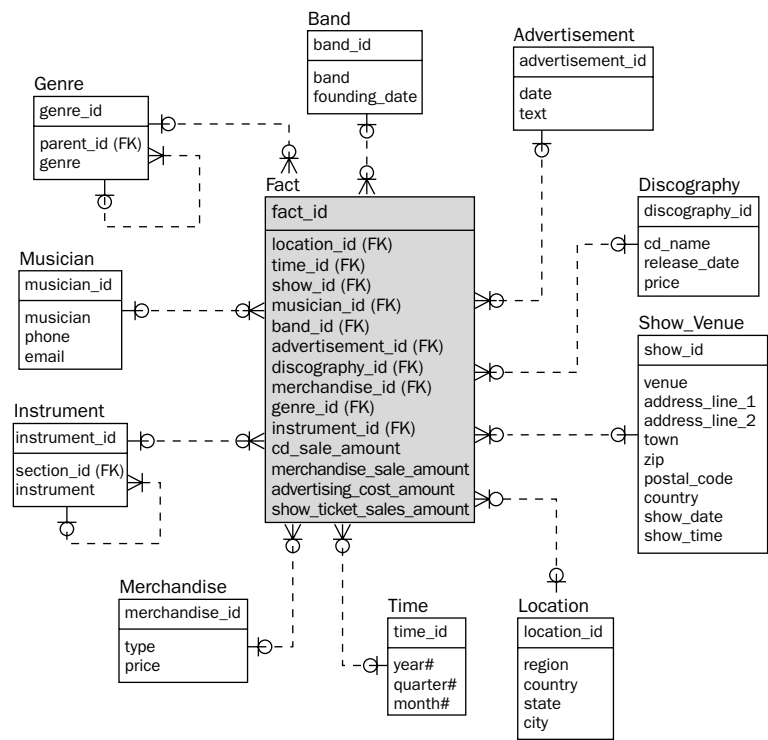 Band
band_id
band
founding_date
Advertisement
advertisement_id
date
text
Genre
genre_id
parent_id (FK)
genre
Fact
fact_id
location_id (FK)
time_id (FK)
show_id (FK)
musician_id (FK)
band_id (FK)
advertisement_id (FK)
discography_id (FK)
merchandise_id (FK)
genre_id (FK)
instrument_id (FK)
cd_sale_amount
merchandise_sale_amount
advertising_cost_amount
show_ticket_sales_amount
Discography
discography_id
cd_name
release_date
price
Musician
musician_id
musician
phone
email
Show_Venue
show_id
venue
address_line_1
address_line_2
town
zip
postal_code
country
show_date
show_time
Instrument
instrument_id
section_id (FK)
instrument
Merchandise
merchandise_id
type
price
Time
time_id
year#
quarter#
month#
Location
location_id
region
country
state
city